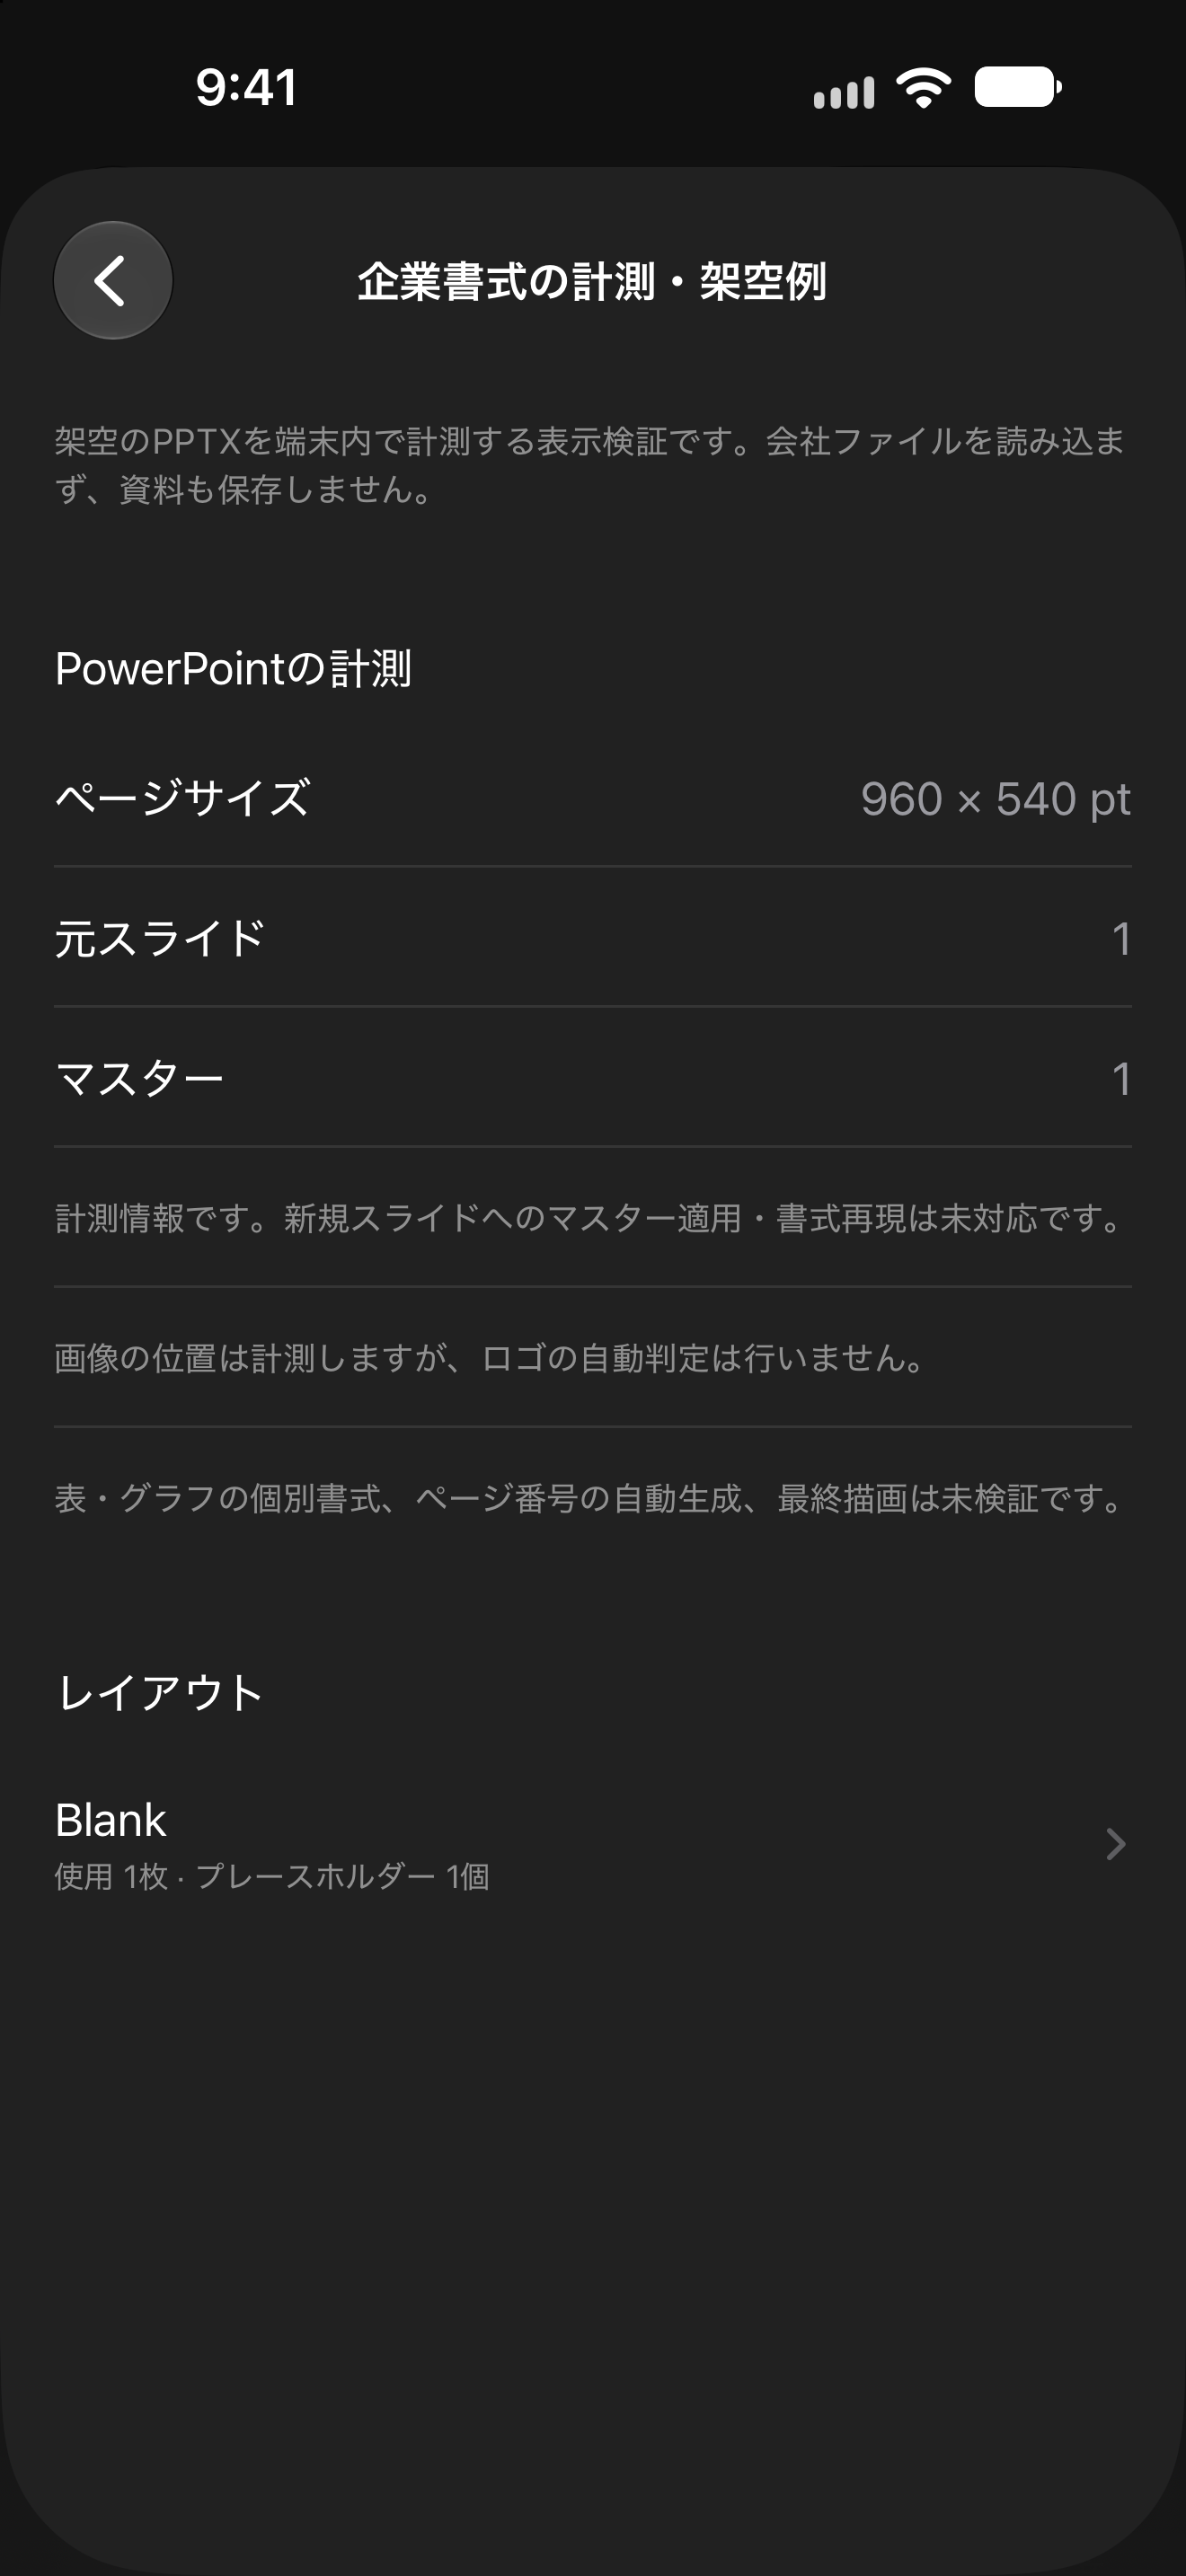 9:41
企業書式の計測・架空例
架空のPPTXを端末内で計測する表示検証です。会社ファイルを読み込ま
ず、資料も保存しません。
PowerPointの計測
ページサイズ 960 × 540 pt
元スライド 1
マスター 1
計測情報です。新規スライドへのマスター適用・書式再現は未対応です。
画像の位置は計測しますが、ロゴの自動判定は行いません。
表・グラフの個別書式、ページ番号の自動生成、最終描画は未検証です。
レイアウト
Blank
使用 1枚 · プレースホルダー 1個